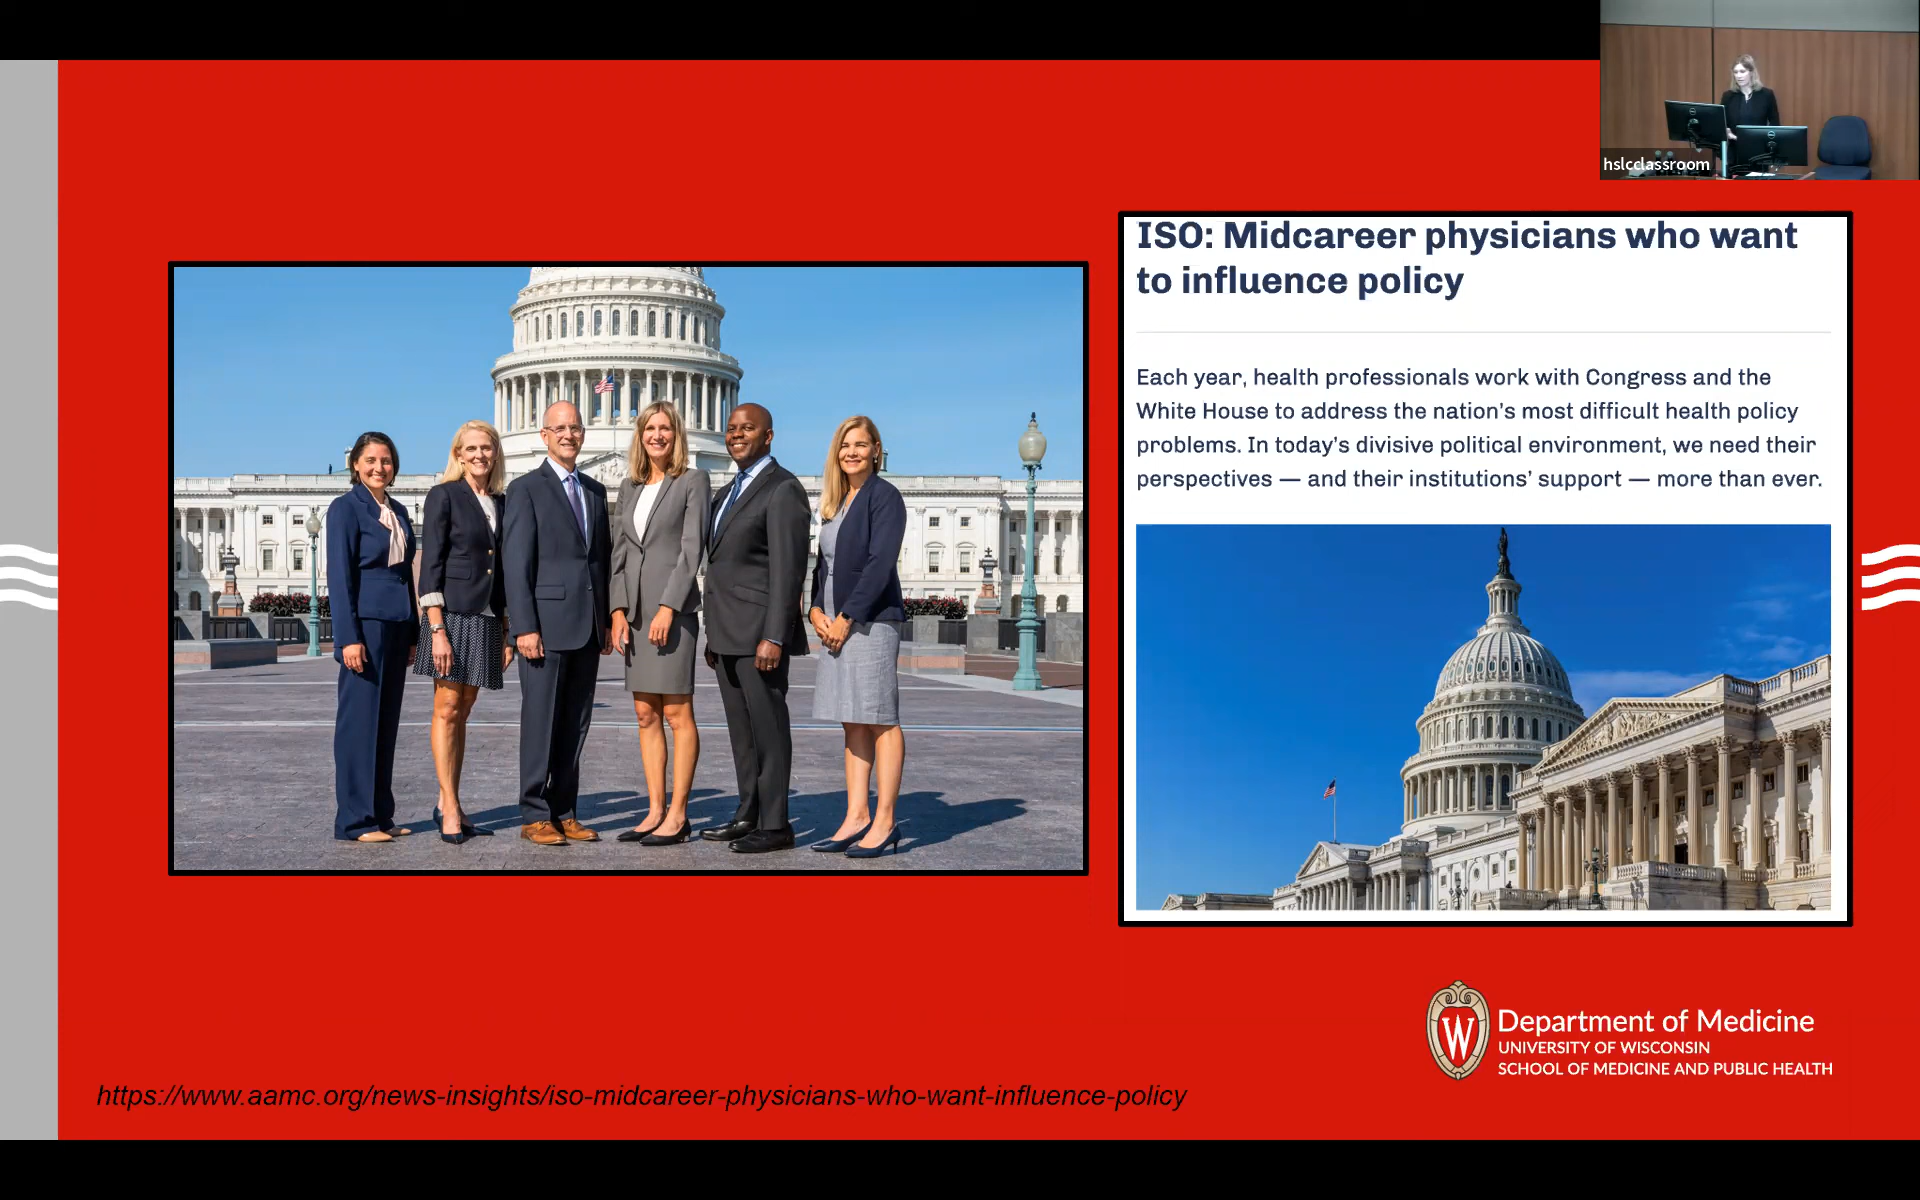 hslcclassroom
ISO: Midcareer physicians who want
to influence policy
Each year, health professionals work with Congress and the
White House to address the nation's most difficult health policy
problems. In today's divisive political environment, we need their
perspectives — and their institutions' support — more than ever.
W
Department of Medicine
UNIVERSITY OF WISCONSIN
SCHOOL OF MEDICINE AND PUBLIC HEALTH
https://www.aamc.org/news-insights/iso-midcareer-physicians-who-want-influence-policy